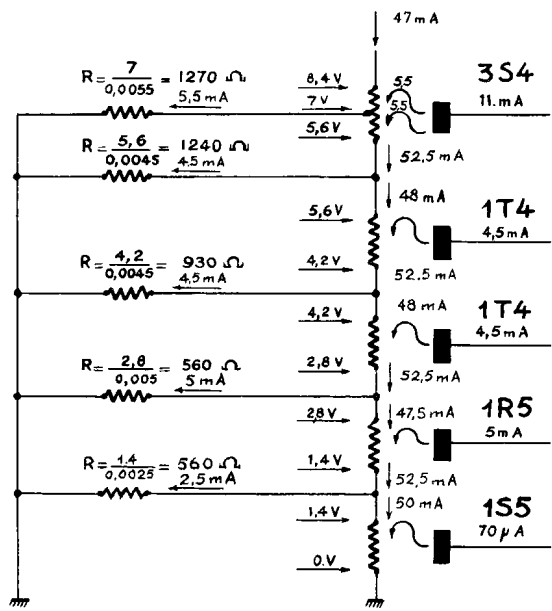 47 mA
R= 7 / 0,0055 = 1270 Ω
5,5 mA
8,4 V
7 V
5,6 V
5,5
5,5
3S4
11. mA
R= 5,6 / 0,0045 = 1240 Ω
4,5 mA
52,5 mA
48 mA
5,6 V
4,2 V
1T4
4,5 mA
R= 4,2 / 0,0045 = 930 Ω
4,5 mA
52.5 mA
48 mA
4,2 V
2,8 V
1T4
4,5 mA
R= 2,8 / 0,005 = 560 Ω
5 mA
52,5 mA
47,5 mA
2,8 V
1,4 V
1R5
5 mA
R= 1.4 / 0,0025 = 560 Ω
2,5 mA
52,5 mA
50 mA
1,4 V
0.V
1S5
70 µA